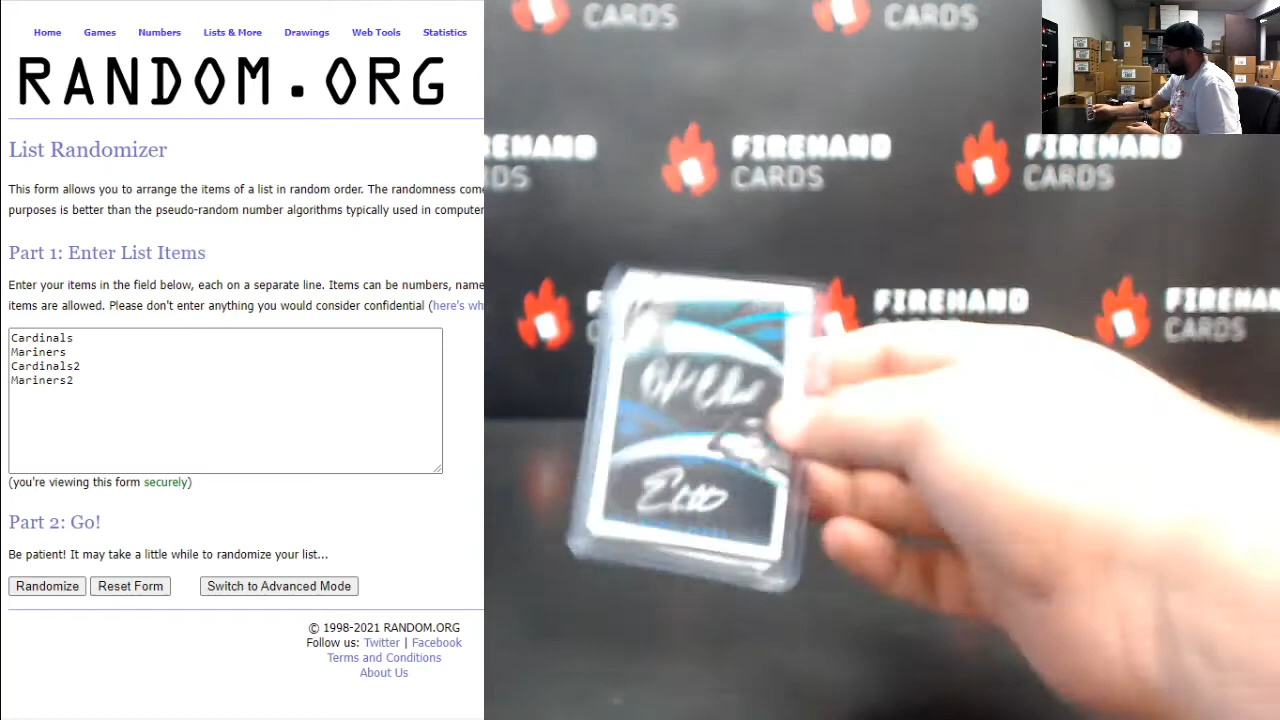 Home Games Numbers Lists & More Drawings Web Tools Statistics
RANDOM.ORG
List Randomizer
This form allows you to arrange the items of a list in random order. The randomness come
purposes is better than the pseudo-random number algorithms typically used in computer
Part 1: Enter List Items
Enter your items in the field below, each on a separate line. Items can be numbers, name
items are allowed. Please don't enter anything you would consider confidential (here's wh
Cardinals
Mariners
Cardinals2
Mariners2
(you're viewing this form securely)
Part 2: Go!
Be patient! It may take a little while to randomize your list...
Randomize Reset Form Switch to Advanced Mode
© 1998-2021 RANDOM.ORG
Follow us: Twitter | Facebook
Terms and Conditions
About Us
CARDS CARDS
FIREHAND
CARDS
FIREHAND
CARDS
FIREHAND
CARDS
FIREHAND
CARDS